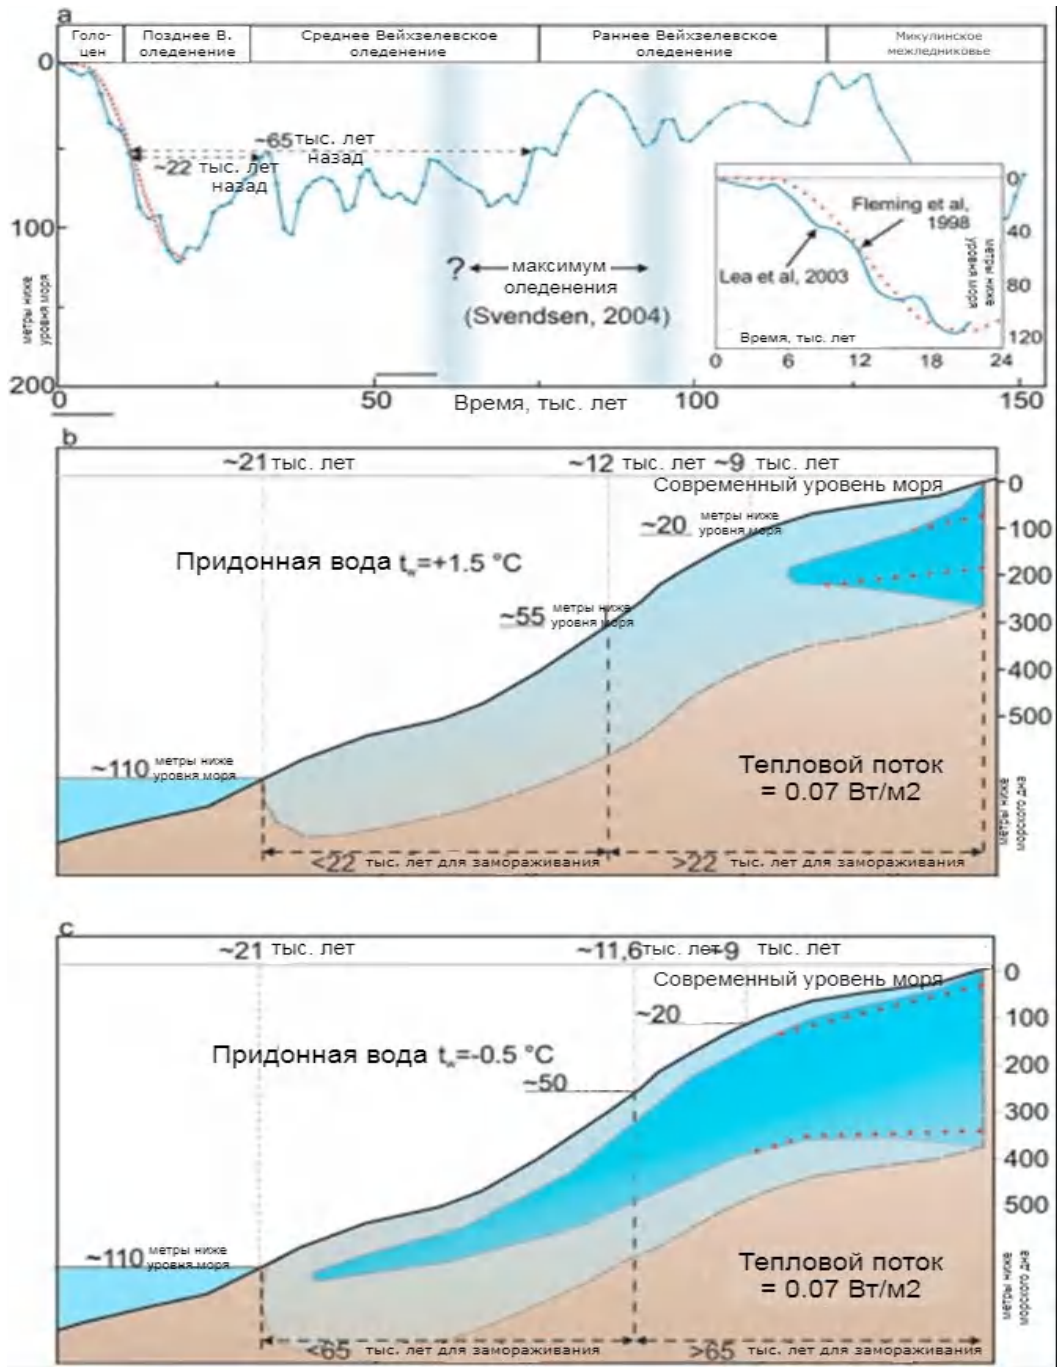 a
Голо-
цен
Позднее В.
оледенение
Среднее Вейхзелевское
оледенение
Раннее Вейхзелевское
оледенение
Микулинское
межледниковье
0
100
200
метры ниже
уровня моря
~65 тыс. лет
назад
~22 тыс. лет
назад
? максимум
оледенения
(Svendsen, 2004)
Fleming et al,
1998
Lea et al, 2003
метры ниже
уровня моря
Время, тыс. лет
0 6 12 18 24
0
40
80
120
0 50 Время, тыс. лет 100 150
b
~21 тыс. лет ~12 тыс. лет ~9 тыс. лет
Современный уровень моря
~20 метры ниже
уровня моря
Придонная вода tw=+1.5 °C
~55 метры ниже
уровня моря
~110 метры ниже
уровня моря
Тепловой поток
= 0.07 Вт/м2
0
100
200
300
400
500
метры ниже
морского дна
<22 тыс. лет для замораживания >22 тыс. лет для замораживания
c
~21 тыс. лет ~11,6 тыс. лет ~9 тыс. лет
Современный уровень моря
~20
Придонная вода tw=-0.5 °C
~50
~110 метры ниже
уровня моря
Тепловой поток
= 0.07 Вт/м2
0
100
200
300
400
500
метры ниже
морского дна
<65 тыс. лет для замораживания >65 тыс. лет для замораживания